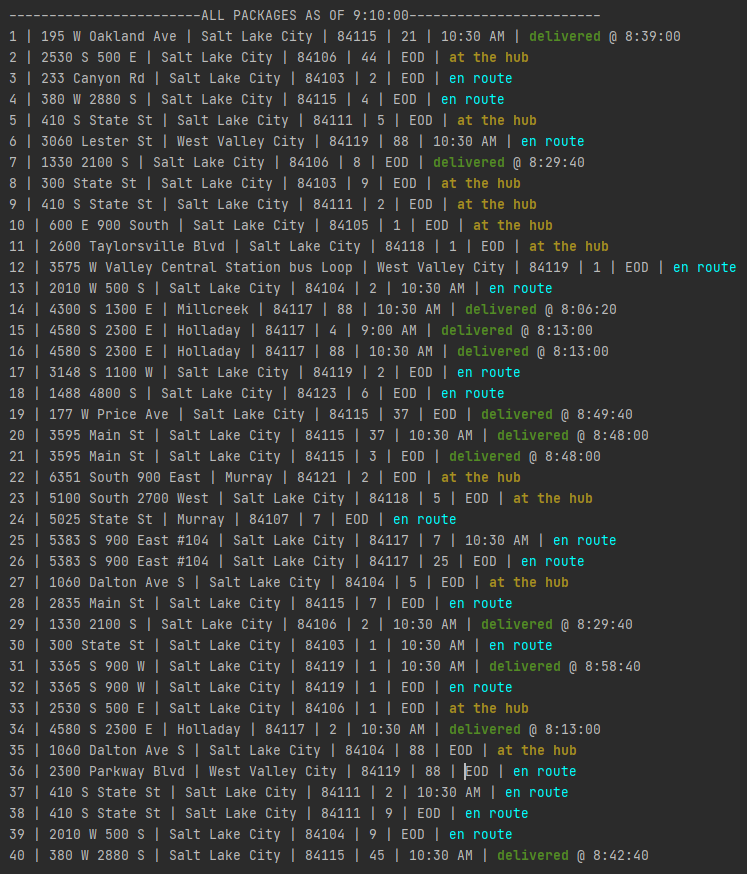 ------------------------ALL PACKAGES AS OF 9:10:00------------------------
1 | 195 W Oakland Ave | Salt Lake City | 84115 | 21 | 10:30 AM | delivered @ 8:39:00
2 | 2530 S 500 E | Salt Lake City | 84106 | 44 | EOD | at the hub
3 | 233 Canyon Rd | Salt Lake City | 84103 | 2 | EOD | en route
4 | 380 W 2880 S | Salt Lake City | 84115 | 4 | EOD | en route
5 | 410 S State St | Salt Lake City | 84111 | 5 | EOD | at the hub
6 | 3060 Lester St | West Valley City | 84119 | 88 | 10:30 AM | en route
7 | 1330 2100 S | Salt Lake City | 84106 | 8 | EOD | delivered @ 8:29:40
8 | 300 State St | Salt Lake City | 84103 | 9 | EOD | at the hub
9 | 410 S State St | Salt Lake City | 84111 | 2 | EOD | at the hub
10 | 600 E 900 South | Salt Lake City | 84105 | 1 | EOD | at the hub
11 | 2600 Taylorsville Blvd | Salt Lake City | 84118 | 1 | EOD | at the hub
12 | 3575 W Valley Central Station bus Loop | West Valley City | 84119 | 1 | EOD | en route
13 | 2010 W 500 S | Salt Lake City | 84104 | 2 | 10:30 AM | en route
14 | 4300 S 1300 E | Millcreek | 84117 | 88 | 10:30 AM | delivered @ 8:06:20
15 | 4580 S 2300 E | Holladay | 84117 | 4 | 9:00 AM | delivered @ 8:13:00
16 | 4580 S 2300 E | Holladay | 84117 | 88 | 10:30 AM | delivered @ 8:13:00
17 | 3148 S 1100 W | Salt Lake City | 84119 | 2 | EOD | en route
18 | 1488 4800 S | Salt Lake City | 84123 | 6 | EOD | en route
19 | 177 W Price Ave | Salt Lake City | 84115 | 37 | EOD | delivered @ 8:49:40
20 | 3595 Main St | Salt Lake City | 84115 | 37 | 10:30 AM | delivered @ 8:48:00
21 | 3595 Main St | Salt Lake City | 84115 | 3 | EOD | delivered @ 8:48:00
22 | 6351 South 900 East | Murray | 84121 | 2 | EOD | at the hub
23 | 5100 South 2700 West | Salt Lake City | 84118 | 5 | EOD | at the hub
24 | 5025 State St | Murray | 84107 | 7 | EOD | en route
25 | 5383 S 900 East #104 | Salt Lake City | 84117 | 7 | 10:30 AM | en route
26 | 5383 S 900 East #104 | Salt Lake City | 84117 | 25 | EOD | en route
27 | 1060 Dalton Ave S | Salt Lake City | 84104 | 5 | EOD | at the hub
28 | 2835 Main St | Salt Lake City | 84115 | 7 | EOD | en route
29 | 1330 2100 S | Salt Lake City | 84106 | 2 | 10:30 AM | delivered @ 8:29:40
30 | 300 State St | Salt Lake City | 84103 | 1 | 10:30 AM | en route
31 | 3365 S 900 W | Salt Lake City | 84119 | 1 | 10:30 AM | delivered @ 8:58:40
32 | 3365 S 900 W | Salt Lake City | 84119 | 1 | EOD | en route
33 | 2530 S 500 E | Salt Lake City | 84106 | 1 | EOD | at the hub
34 | 4580 S 2300 E | Holladay | 84117 | 2 | 10:30 AM | delivered @ 8:13:00
35 | 1060 Dalton Ave S | Salt Lake City | 84104 | 88 | EOD | at the hub
36 | 2300 Parkway Blvd | West Valley City | 84119 | 88 | EOD | en route
37 | 410 S State St | Salt Lake City | 84111 | 2 | 10:30 AM | en route
38 | 410 S State St | Salt Lake City | 84111 | 9 | EOD | en route
39 | 2010 W 500 S | Salt Lake City | 84104 | 9 | EOD | en route
40 | 380 W 2880 S | Salt Lake City | 84115 | 45 | 10:30 AM | delivered @ 8:42:40